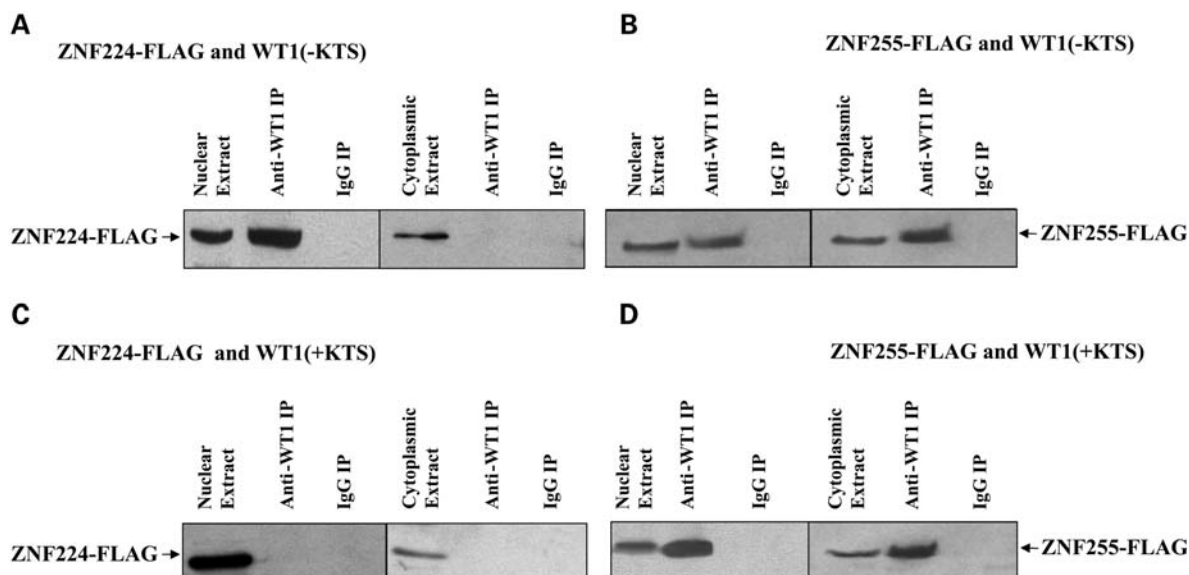 A
ZNF224-FLAG and WT1(-KTS)
Nuclear
Extract
Anti-WT1 IP
IgG IP
Cytoplasmic
Extract
Anti-WT1 IP
IgG IP
ZNF224-FLAG
B
ZNF255-FLAG and WT1(-KTS)
Nuclear
Extract
Anti-WT1 IP
IgG IP
Cytoplasmic
Extract
Anti-WT1 IP
IgG IP
ZNF255-FLAG
C
ZNF224-FLAG and WT1(+KTS)
Nuclear
Extract
Anti-WT1 IP
IgG IP
Cytoplasmic
Extract
Anti-WT1 IP
IgG IP
ZNF224-FLAG
D
ZNF255-FLAG and WT1(+KTS)
Nuclear
Extract
Anti-WT1 IP
IgG IP
Cytoplasmic
Extract
Anti-WT1 IP
IgG IP
ZNF255-FLAG